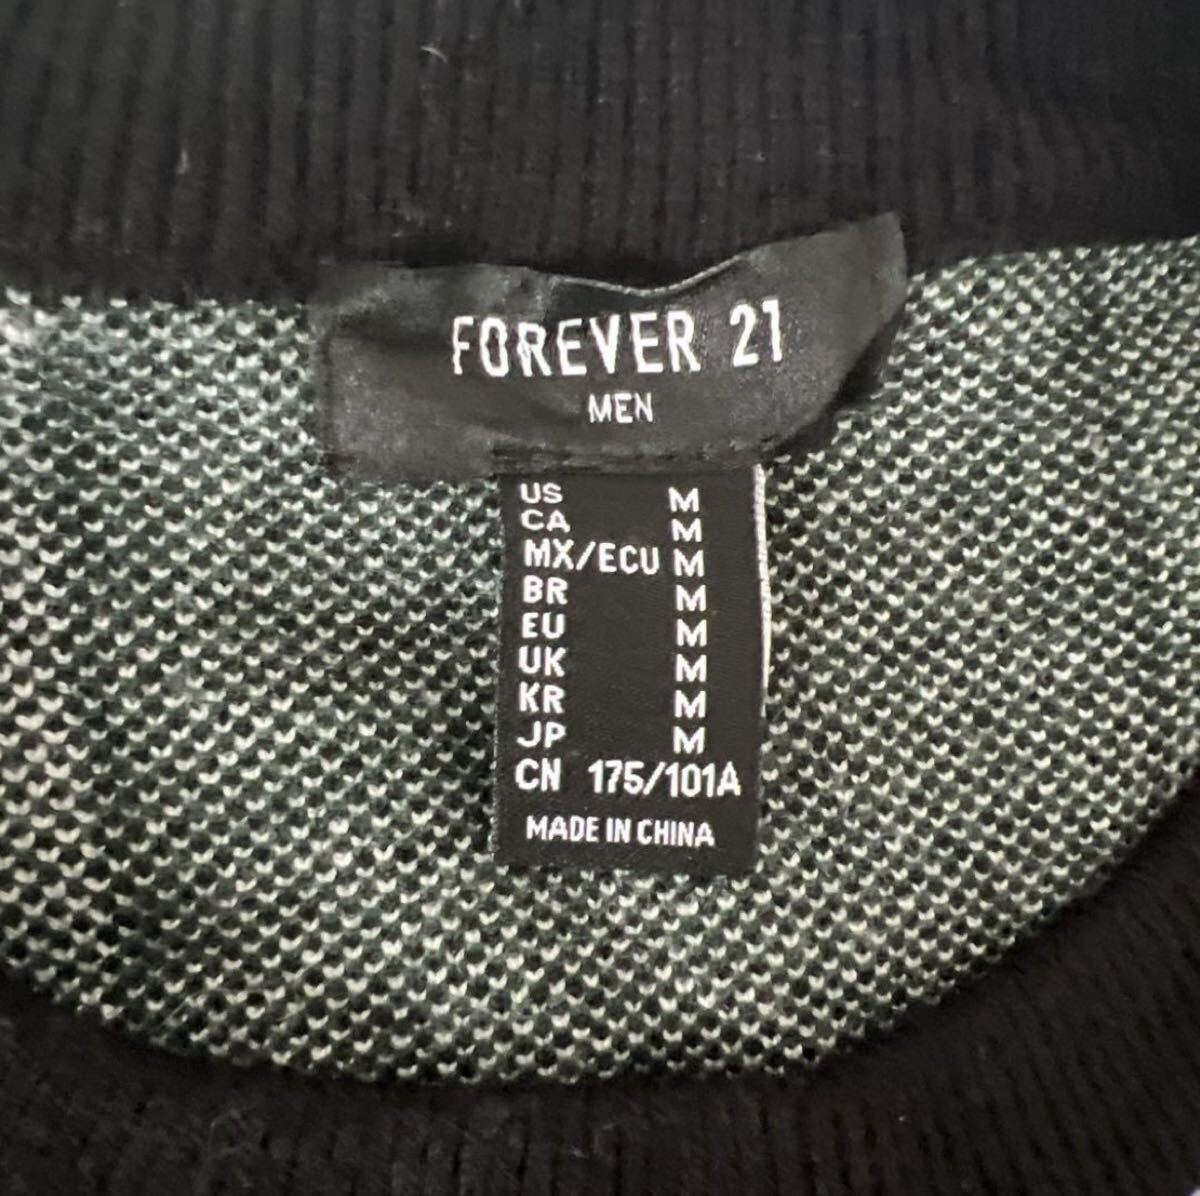 FOREVER 21
MEN
US M
CA M
MX/ECU M
BR M
EU M
UK M
KR M
JP M
CN 175/101A
MADE IN CHINA